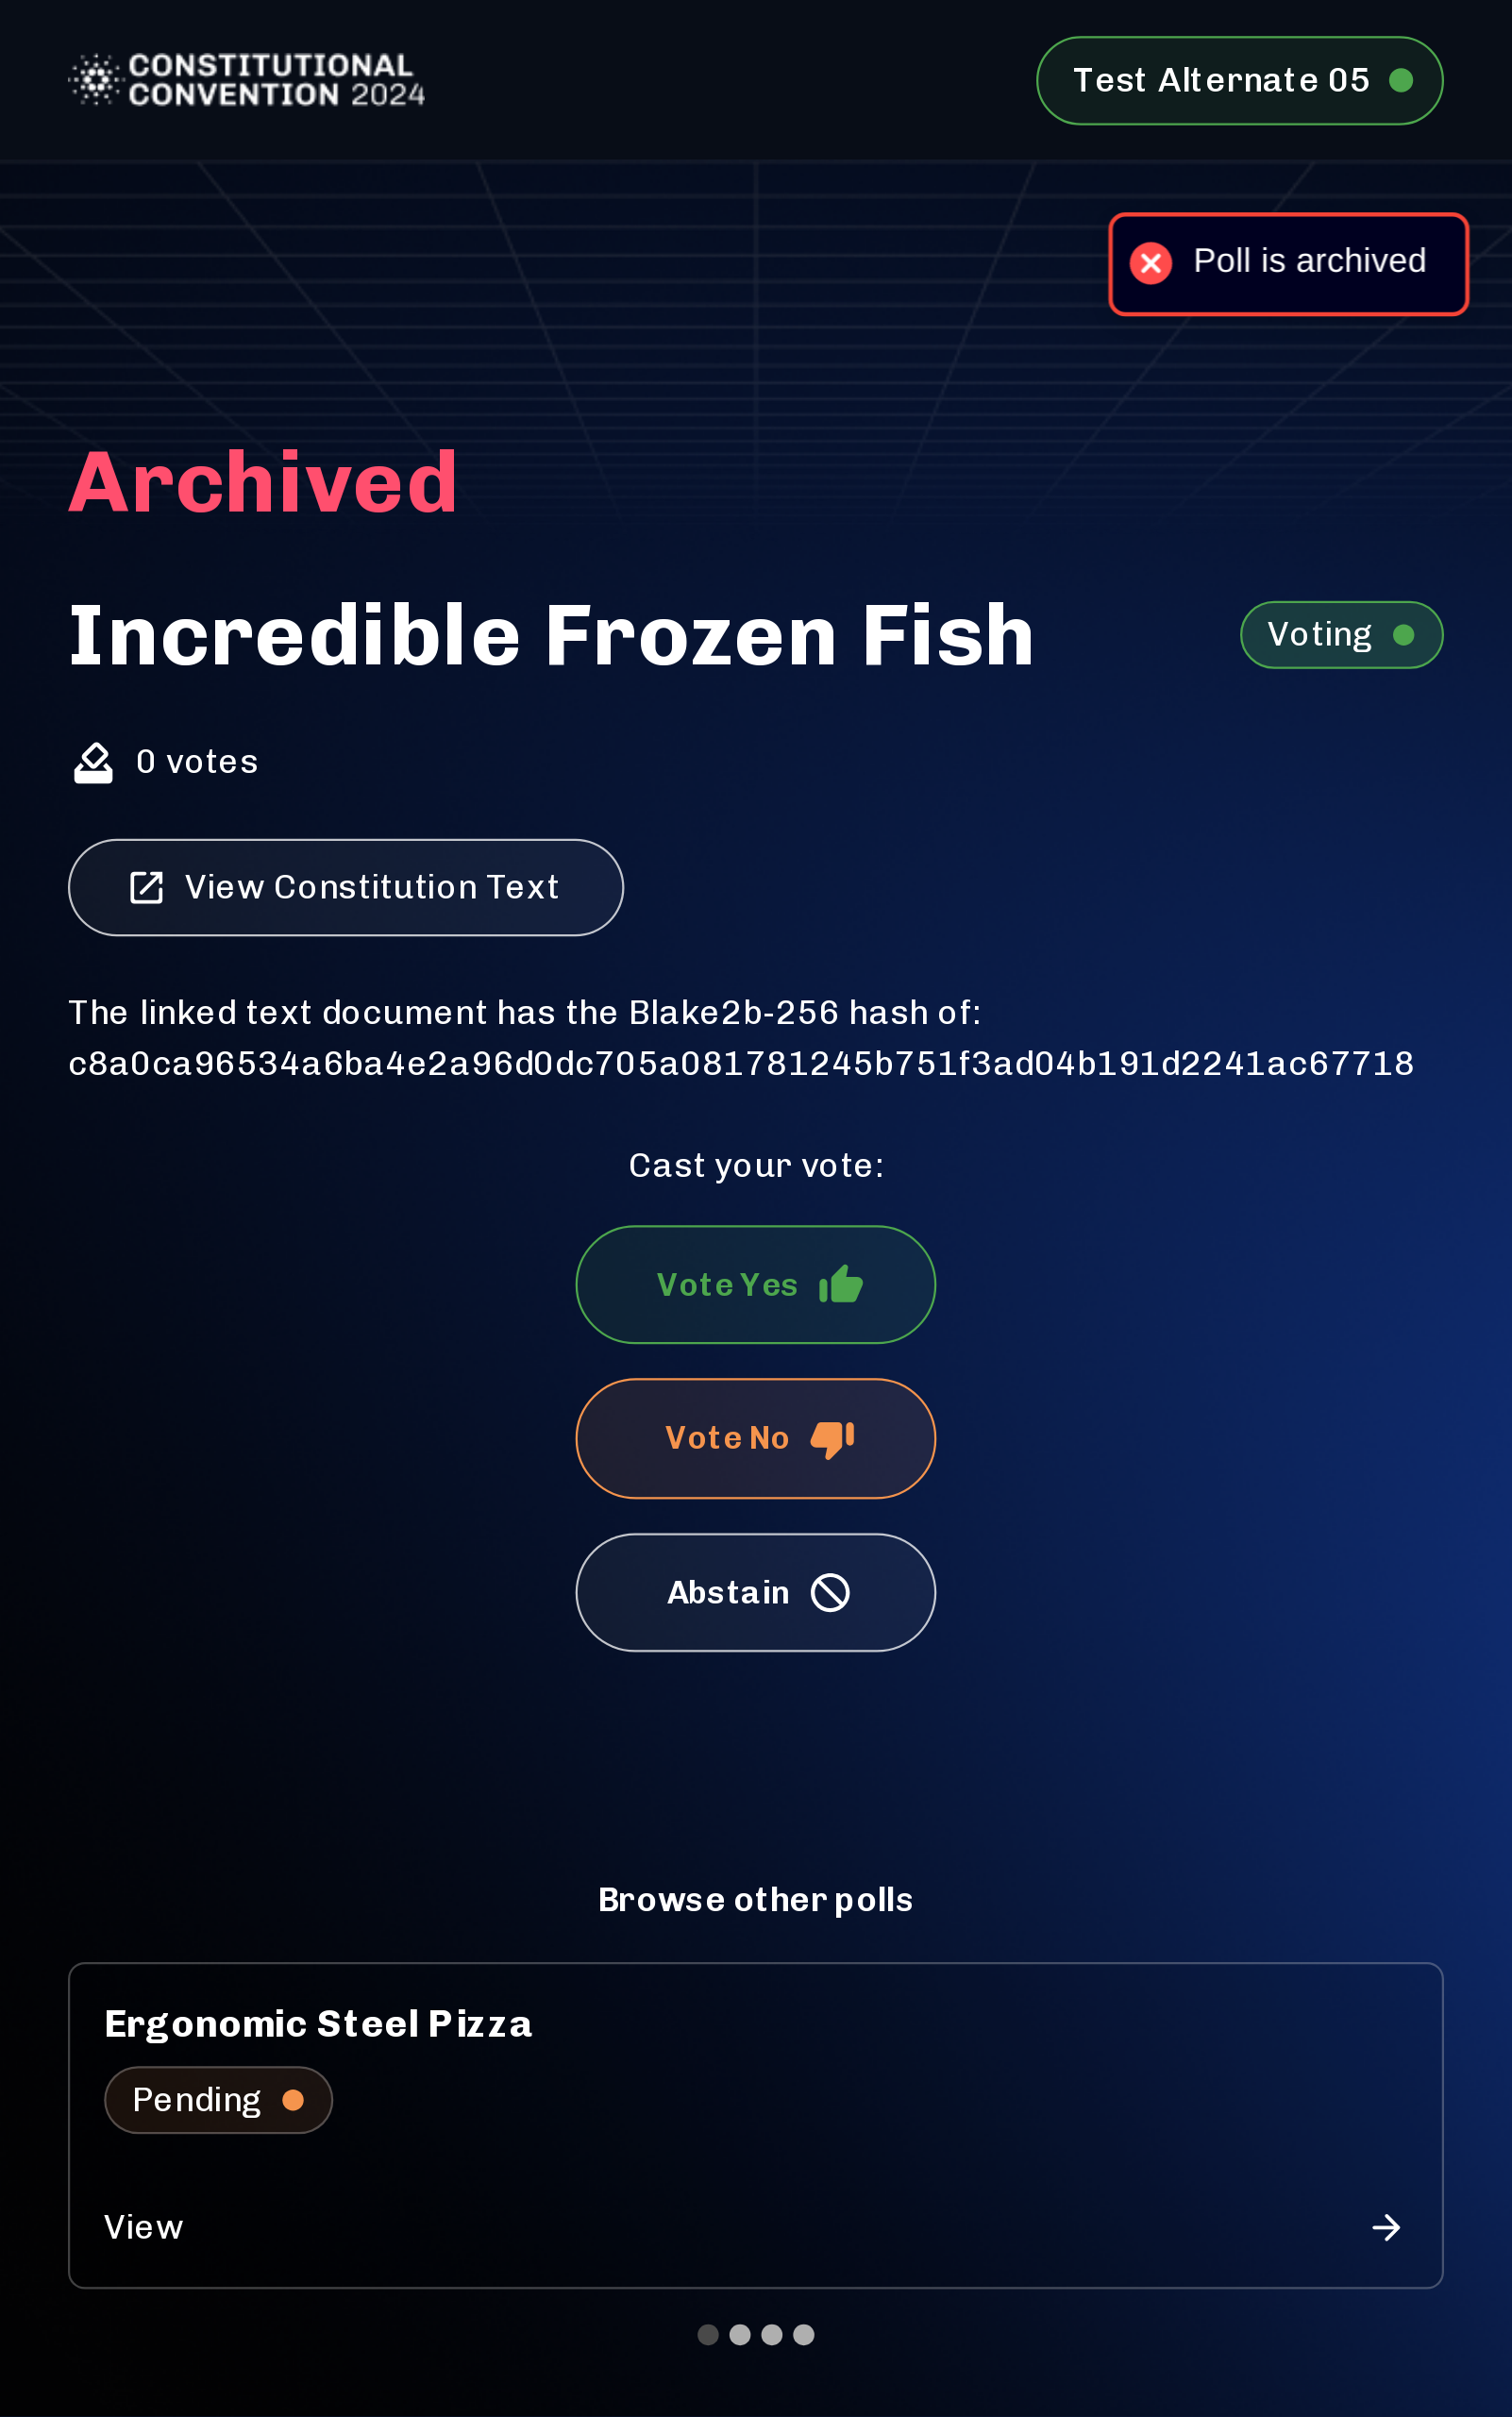 CONSTITUTIONAL
CONVENTION 2024
Test Alternate 05
Poll is archived
Archived
Incredible Frozen Fish
Voting
0 votes
View Constitution Text
The linked text document has the Blake2b-256 hash of:
c8a0ca96534a6ba4e2a96d0dc705a081781245b751f3ad04b191d2241ac67718
Cast your vote:
Vote Yes
Vote No
Abstain
Browse other polls
Ergonomic Steel Pizza
Pending
View